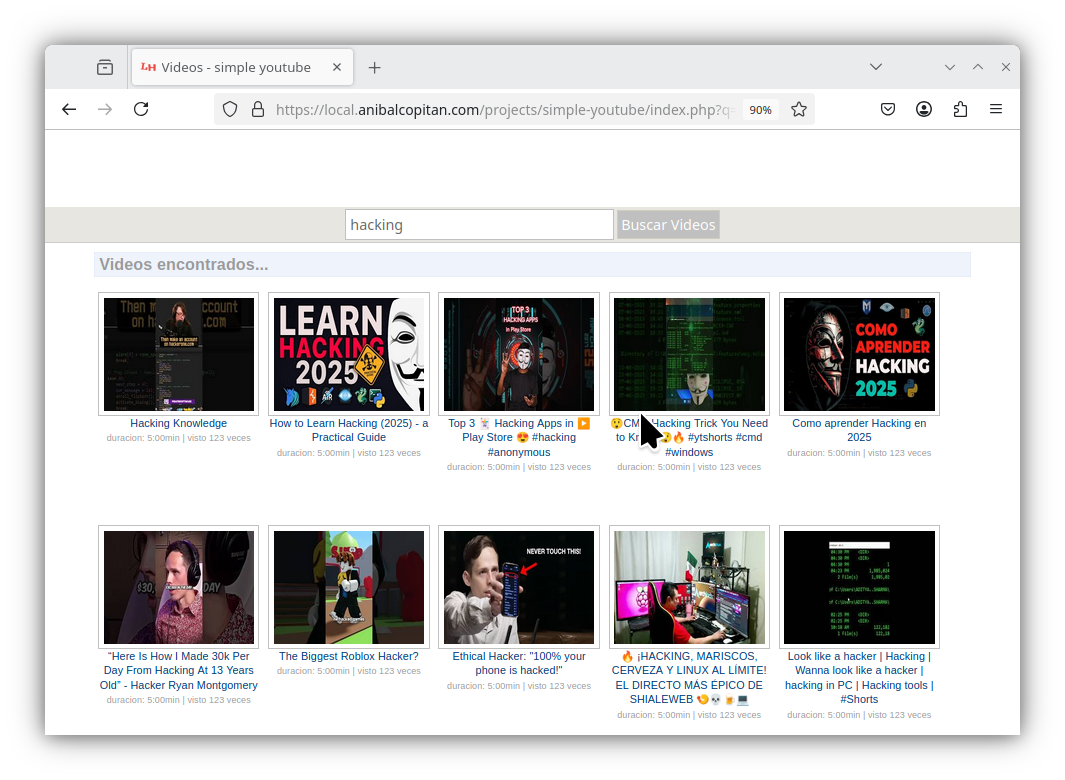 LH Videos - simple youtube
https://local.anibalcopitan.com/projects/simple-youtube/index.php?q= 90%
hacking Buscar Videos
Videos encontrados...
Then make an account
on hackerone.com
LEARN
HACKING
2025
TOP 3
HACKING APPS
in Play Store
COMO
APRENDER
HACKING
2025
Hacking Knowledge
duracion: 5:00min | visto 123 veces
How to Learn Hacking (2025) - a
Practical Guide
duracion: 5:00min | visto 123 veces
Top 3 🃏 Hacking Apps in ▶️
Play Store 😍 #hacking
#anonymous
duracion: 5:00min | visto 123 veces
😲CM Hacking Trick You Need
to Kn 🫣🔥 #ytshorts #cmd
#windows
duracion: 5:00min | visto 123 veces
Como aprender Hacking en
2025
duracion: 5:00min | visto 123 veces
$30, DAY
NEVER TOUCH THIS!
“Here Is How I Made 30k Per
Day From Hacking At 13 Years
Old” - Hacker Ryan Montgomery
duracion: 5:00min | visto 123 veces
The Biggest Roblox Hacker?
duracion: 5:00min | visto 123 veces
Ethical Hacker: "100% your
phone is hacked!"
duracion: 5:00min | visto 123 veces
🔥 ¡HACKING, MARISCOS,
CERVEZA Y LINUX AL LÍMITE!
EL DIRECTO MÁS ÉPICO DE
SHIALEWEB 🍤💀🍺💻
duracion: 5:00min | visto 123 veces
Look like a hacker | Hacking |
Wanna look like a hacker |
hacking in PC | Hacking tools |
#Shorts
duracion: 5:00min | visto 123 veces